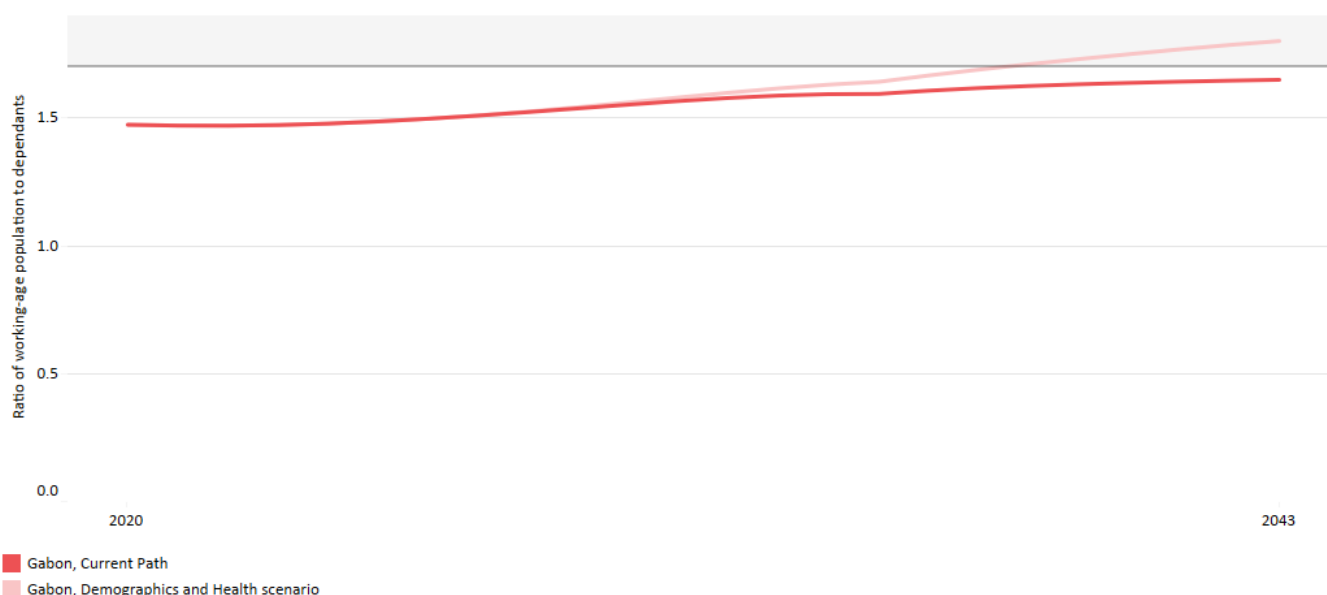 Ratio of working-age population to dependants
1.5
1.0
0.5
0.0
2020
2043
Gabon, Current Path
Gabon, Demographics and Health scenario